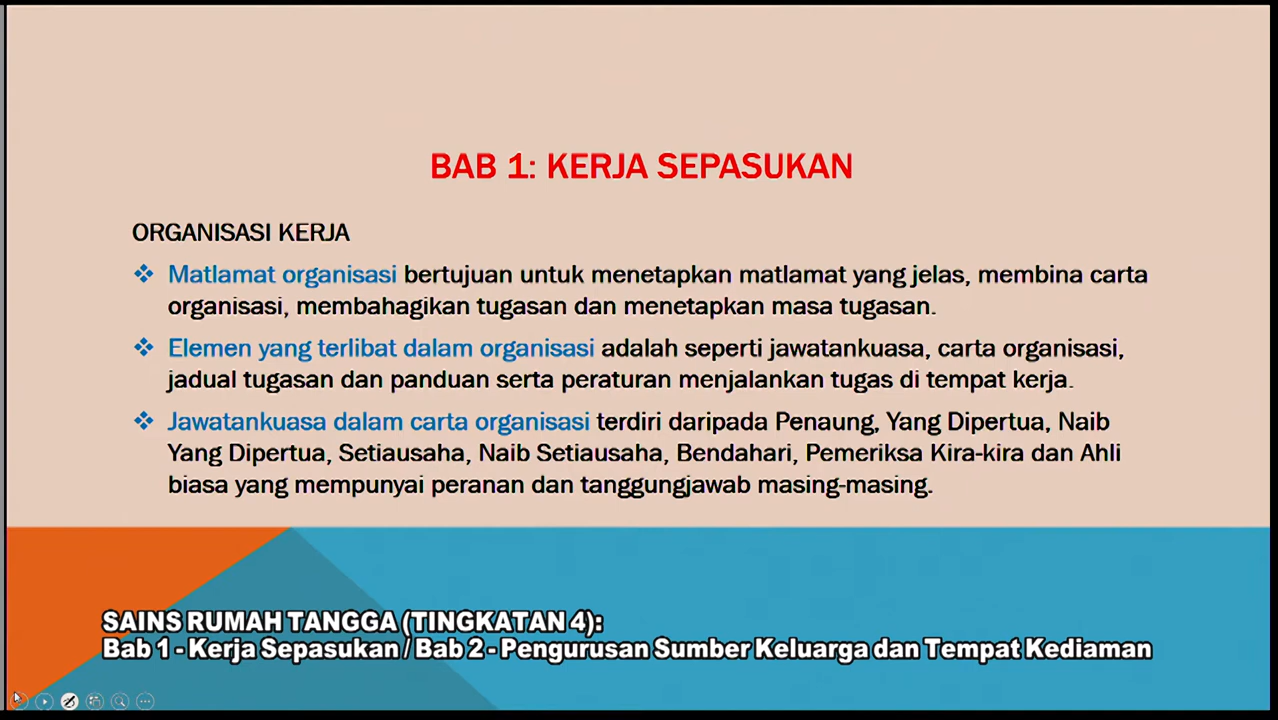 BAB 1: KERJA SEPASUKAN
ORGANISASI KERJA
Matlamat organisasi bertujuan untuk menetapkan matlamat yang jelas, membina carta
organisasi, membahagikan tugasan dan menetapkan masa tugasan.
Elemen yang terlibat dalam organisasi adalah seperti jawatankuasa, carta organisasi,
jadual tugasan dan panduan serta peraturan menjalankan tugas di tempat kerja.
Jawatankuasa dalam carta organisasi terdiri daripada Penaung, Yang Dipertua, Naib
Yang Dipertua, Setiausaha, Naib Setiausaha, Bendahari, Pemeriksa Kira-kira dan Ahli
biasa yang mempunyai peranan dan tanggungjawab masing-masing.
SAINS RUMAH TANGGA (TINGKATAN 4):
Bab 1 - Kerja Sepasukan / Bab 2 - Pengurusan Sumber Keluarga dan Tempat Kediaman